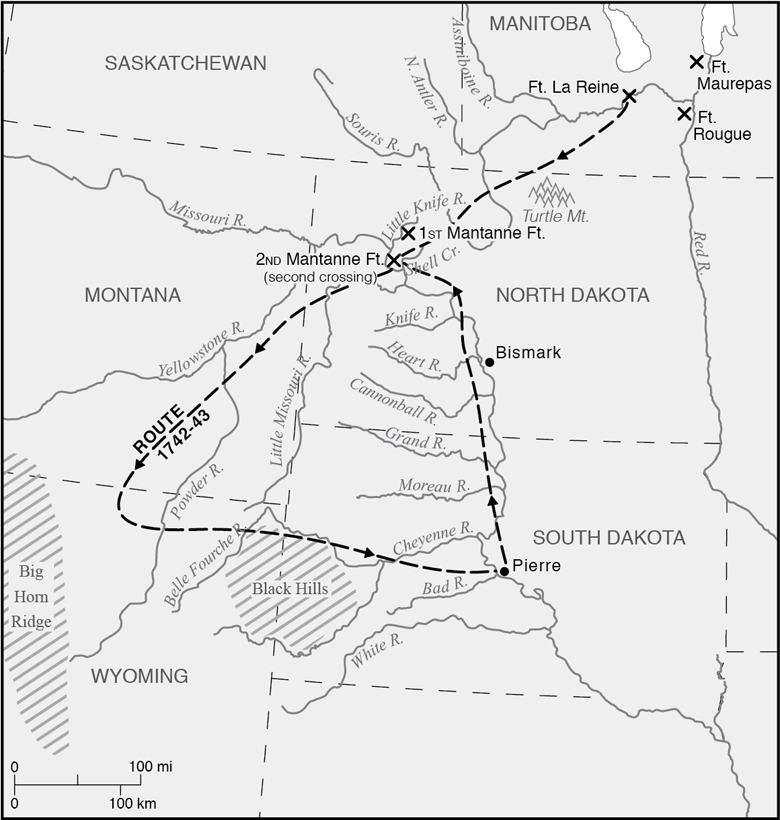 MANITOBA
SASKATCHEWAN
Assiniboine R.
N. Antler R.
Ft. La Reine
Ft.
Maurepas
Ft.
Rougue
Souris R.
Turtle Mt.
Missouri R.
Little Knife R.
1ST Mantanne Ft.
2ND Mantanne Ft.
(second crossing)
Shell Cr.
Red R.
MONTANA
NORTH DAKOTA
Knife R.
Yellowstone R.
Heart R.
Bismark
Little Missouri R.
Cannonball R.
ROUTE
1742-43
Grand R.
Powder R.
Moreau R.
Cheyenne R.
SOUTH DAKOTA
Belle Fourche R.
Pierre
Big
Horn
Ridge
Black Hills
Bad R.
White R.
WYOMING
0 100 mi
0 100 km